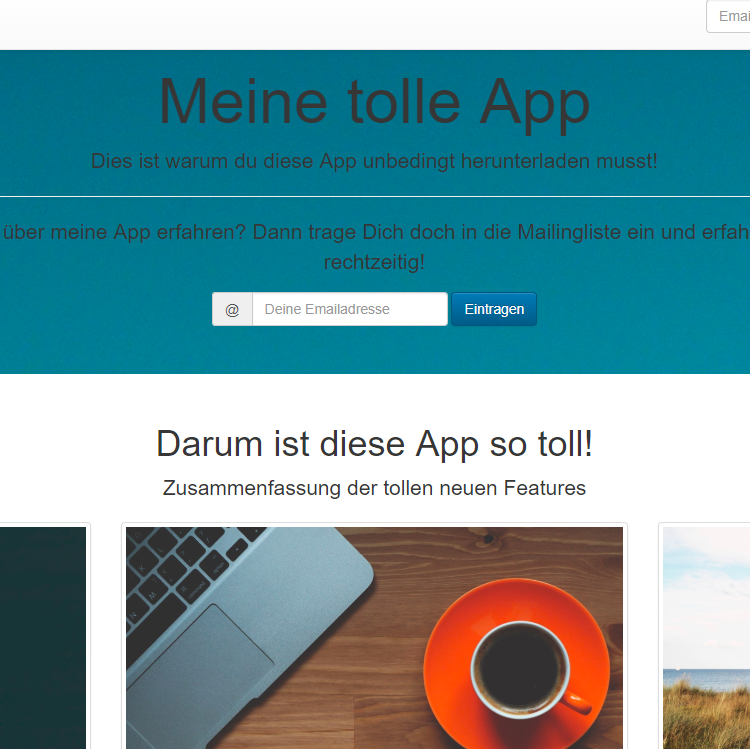 Emai
Meine tolle App
Dies ist warum du diese App unbedingt herunterladen musst!
über meine App erfahren? Dann trage Dich doch in die Mailingliste ein und erfah
rechtzeitig!
@ Deine Emailadresse Eintragen
Darum ist diese App so toll!
Zusammenfassung der tollen neuen Features